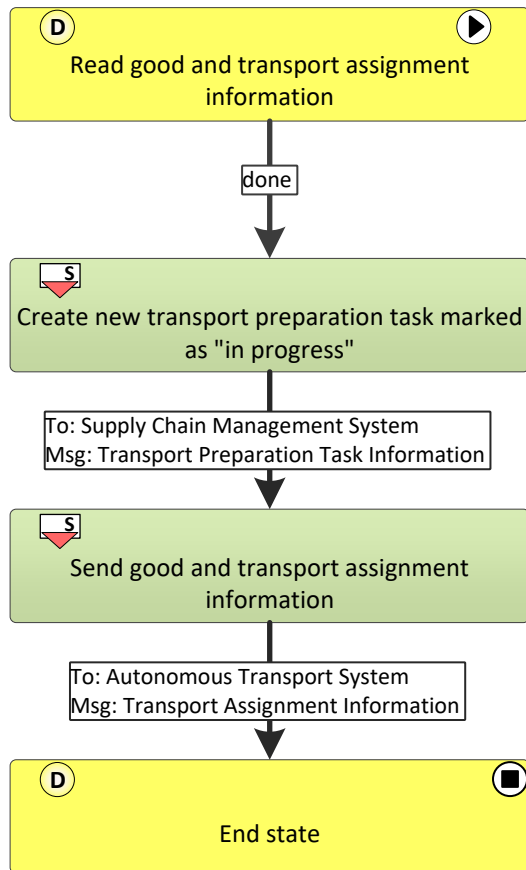 D
Read good and transport assignment
information
done
S
Create new transport preparation task marked
as "in progress"
To: Supply Chain Management System
Msg: Transport Preparation Task Information
S
Send good and transport assignment
information
To: Autonomous Transport System
Msg: Transport Assignment Information
D
End state